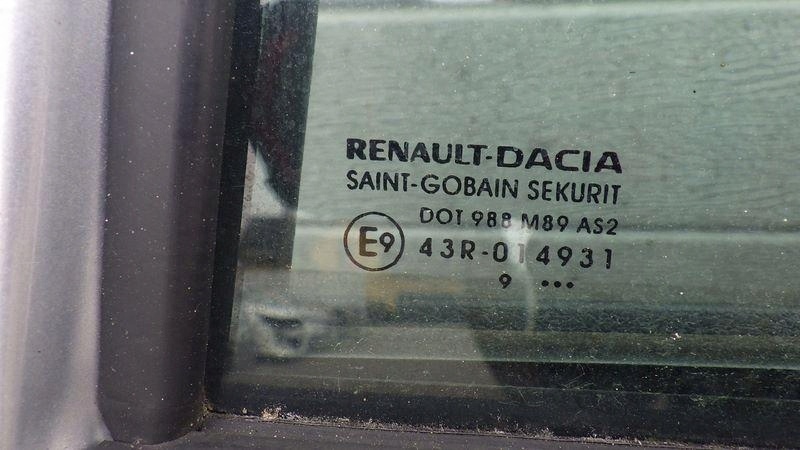 RENAULT-DACIA
SAINT-GOBAIN SEKURIT
DOT 988 M89 AS2
E9 43R-014931
9 •••